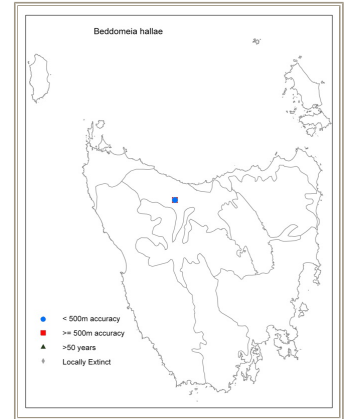 Beddomeia hallae
< 500m accuracy
>= 500m accuracy
>50 years
Locally Extinct